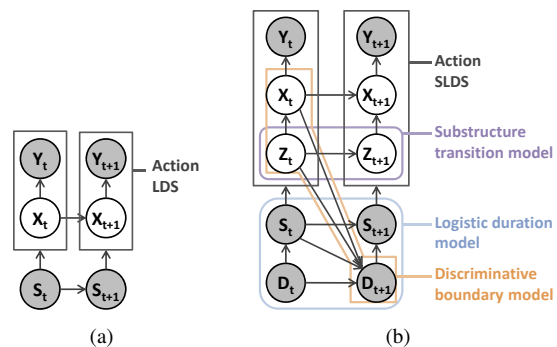 Y_t
Y_{t+1}
X_t
X_{t+1}
S_t
S_{t+1}
Action
LDS
(a)
Y_t
Y_{t+1}
X_t
X_{t+1}
Z_t
Z_{t+1}
S_t
S_{t+1}
D_t
D_{t+1}
Action
SLDS
Substructure
transition model
Logistic duration
model
Discriminative
boundary model
(b)